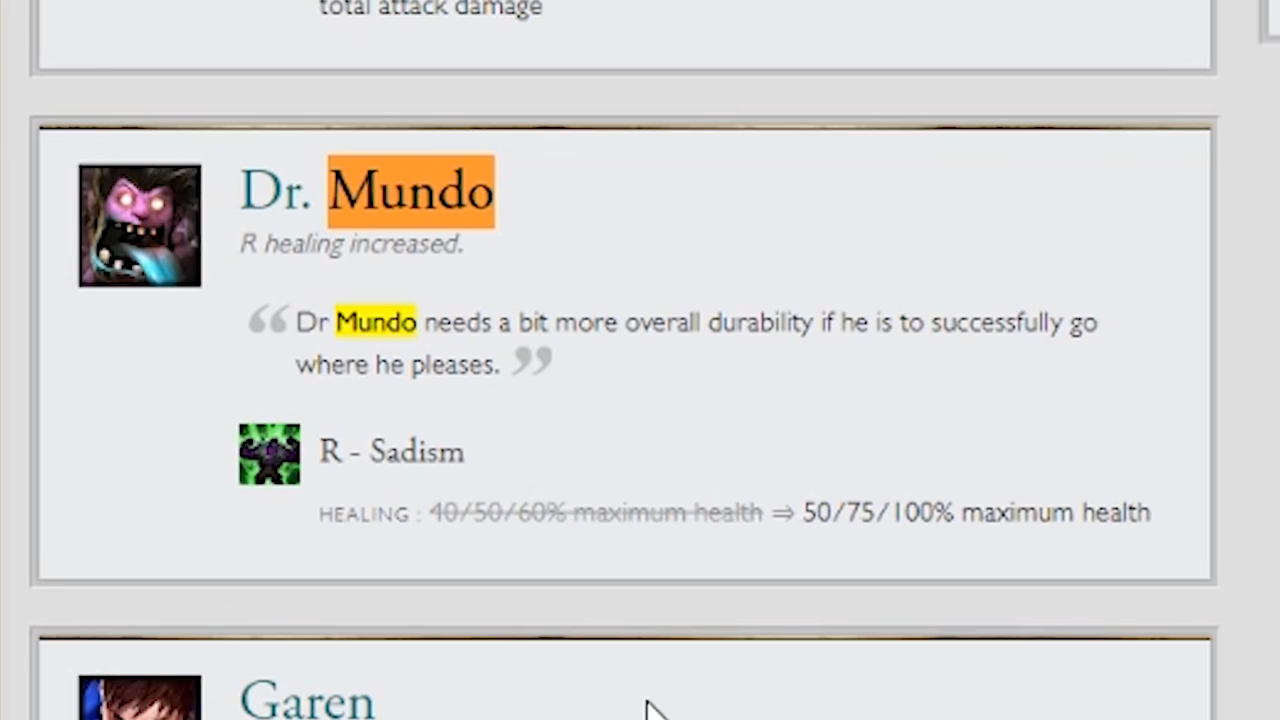 total attack damage
Dr. Mundo
R healing increased.
“ Dr Mundo needs a bit more overall durability if he is to successfully go
where he pleases. ”
R - Sadism
HEALING : 40/50/60% maximum health ⇒ 50/75/100% maximum health
Garen